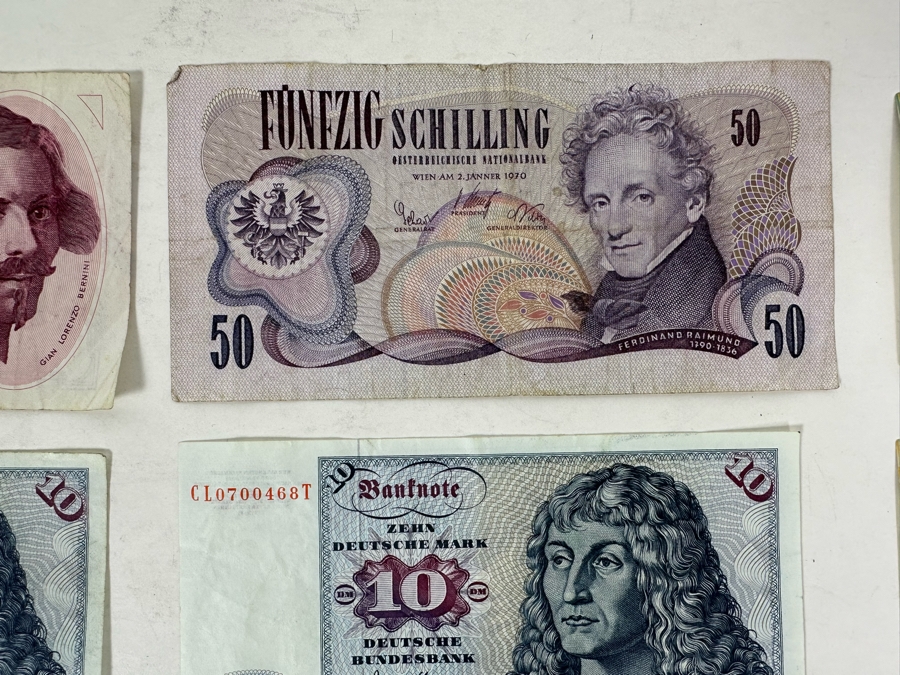 GIAN LORENZO BERNINI
FÜNFZIG SCHILLING
OESTERREICHISCHE NATIONALBANK
WIEN AM 2. JÄNNER 1970
PRÄSIDENT
GENERALRAT
GENERALDIREKTOR
50
50
50
FERDINAND RAIMUND
1790-1836
10
CL0700468T
10
Banknote
10
ZEHN
DEUTSCHE MARK
DM 10 DM
DEUTSCHE
BUNDESBANK